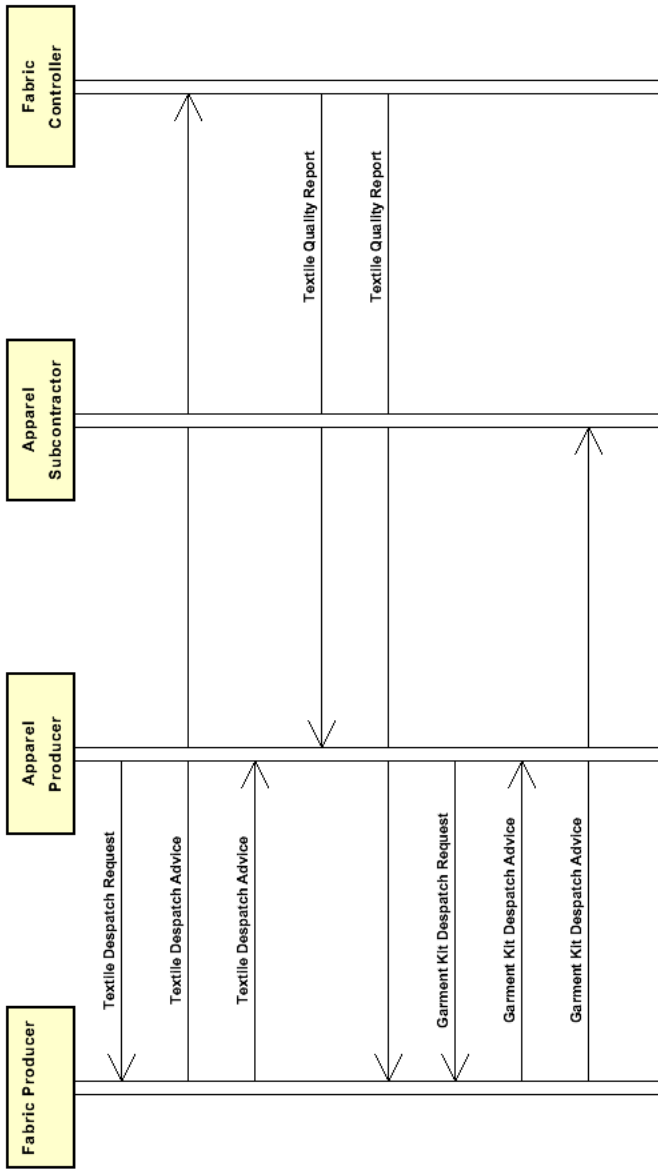 Fabric Producer
Apparel
Producer
Apparel
Subcontractor
Fabric
Controller
Textile Despatch Request
Textile Despatch Advice
Textile Despatch Advice
Textile Quality Report
Textile Quality Report
Garment Kit Despatch Request
Garment Kit Despatch Advice
Garment Kit Despatch Advice